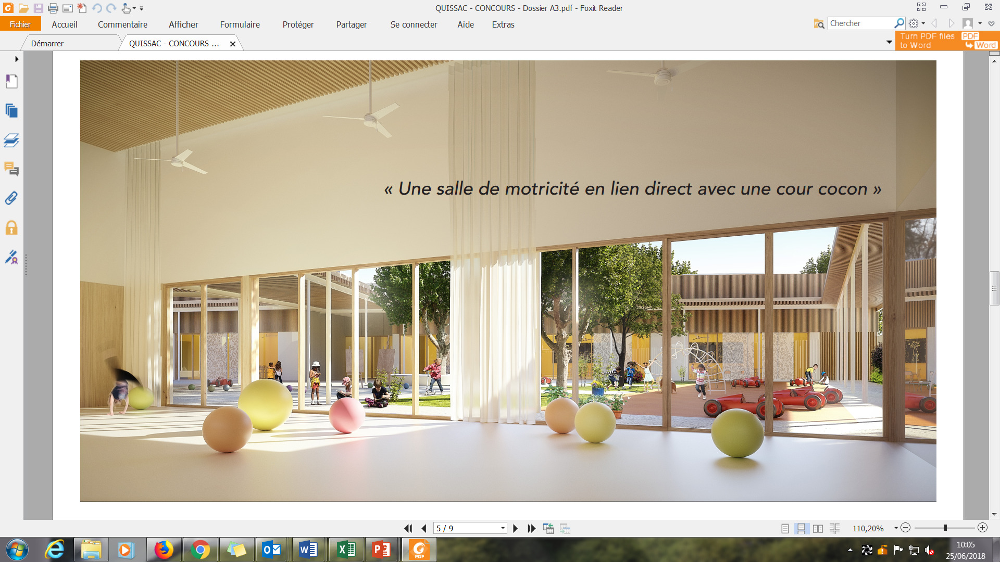 QUISSAC - CONCOURS - Dossier A3.pdf - Foxit Reader
Fichier
Accueil
Commentaire
Afficher
Formulaire
Protéger
Partager
Se connecter
Aide
Extras
Chercher
Démarrer
QUISSAC - CONCOURS ...
Turn PDF files
to Word
PDF
Word
« Une salle de motricité en lien direct avec une cour cocon »
5 / 9
110,20%
PDF
10:05
25/06/2018